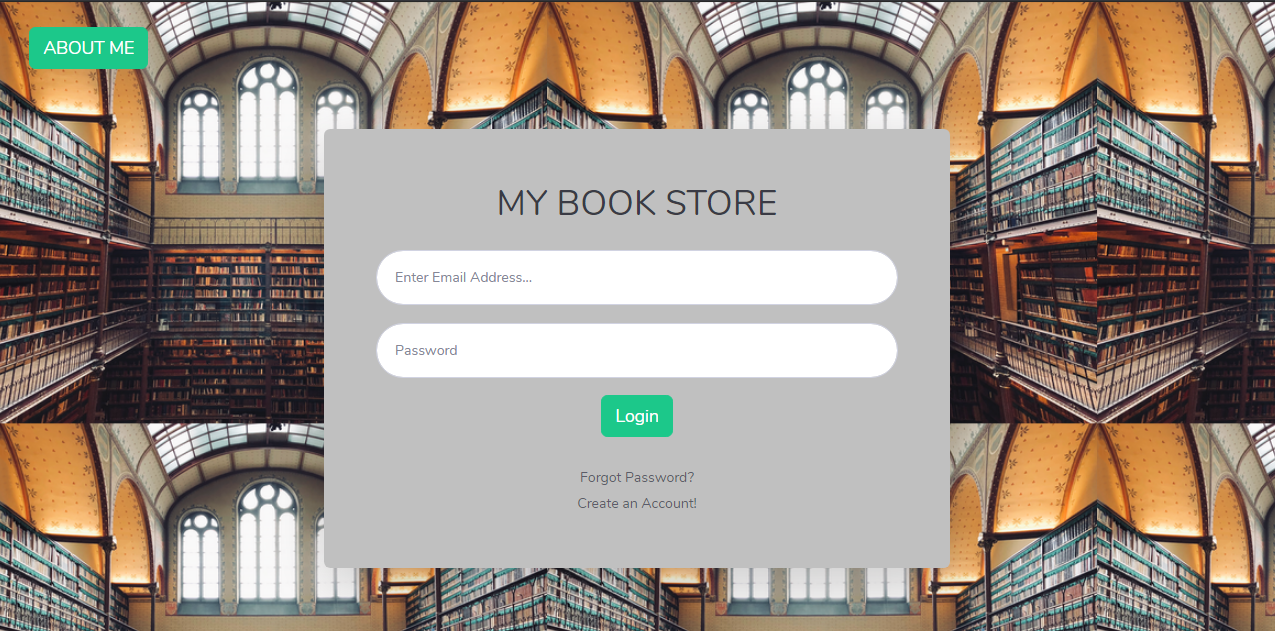 ABOUT ME
MY BOOK STORE
Enter Email Address...
Password
Login
Forgot Password?
Create an Account!